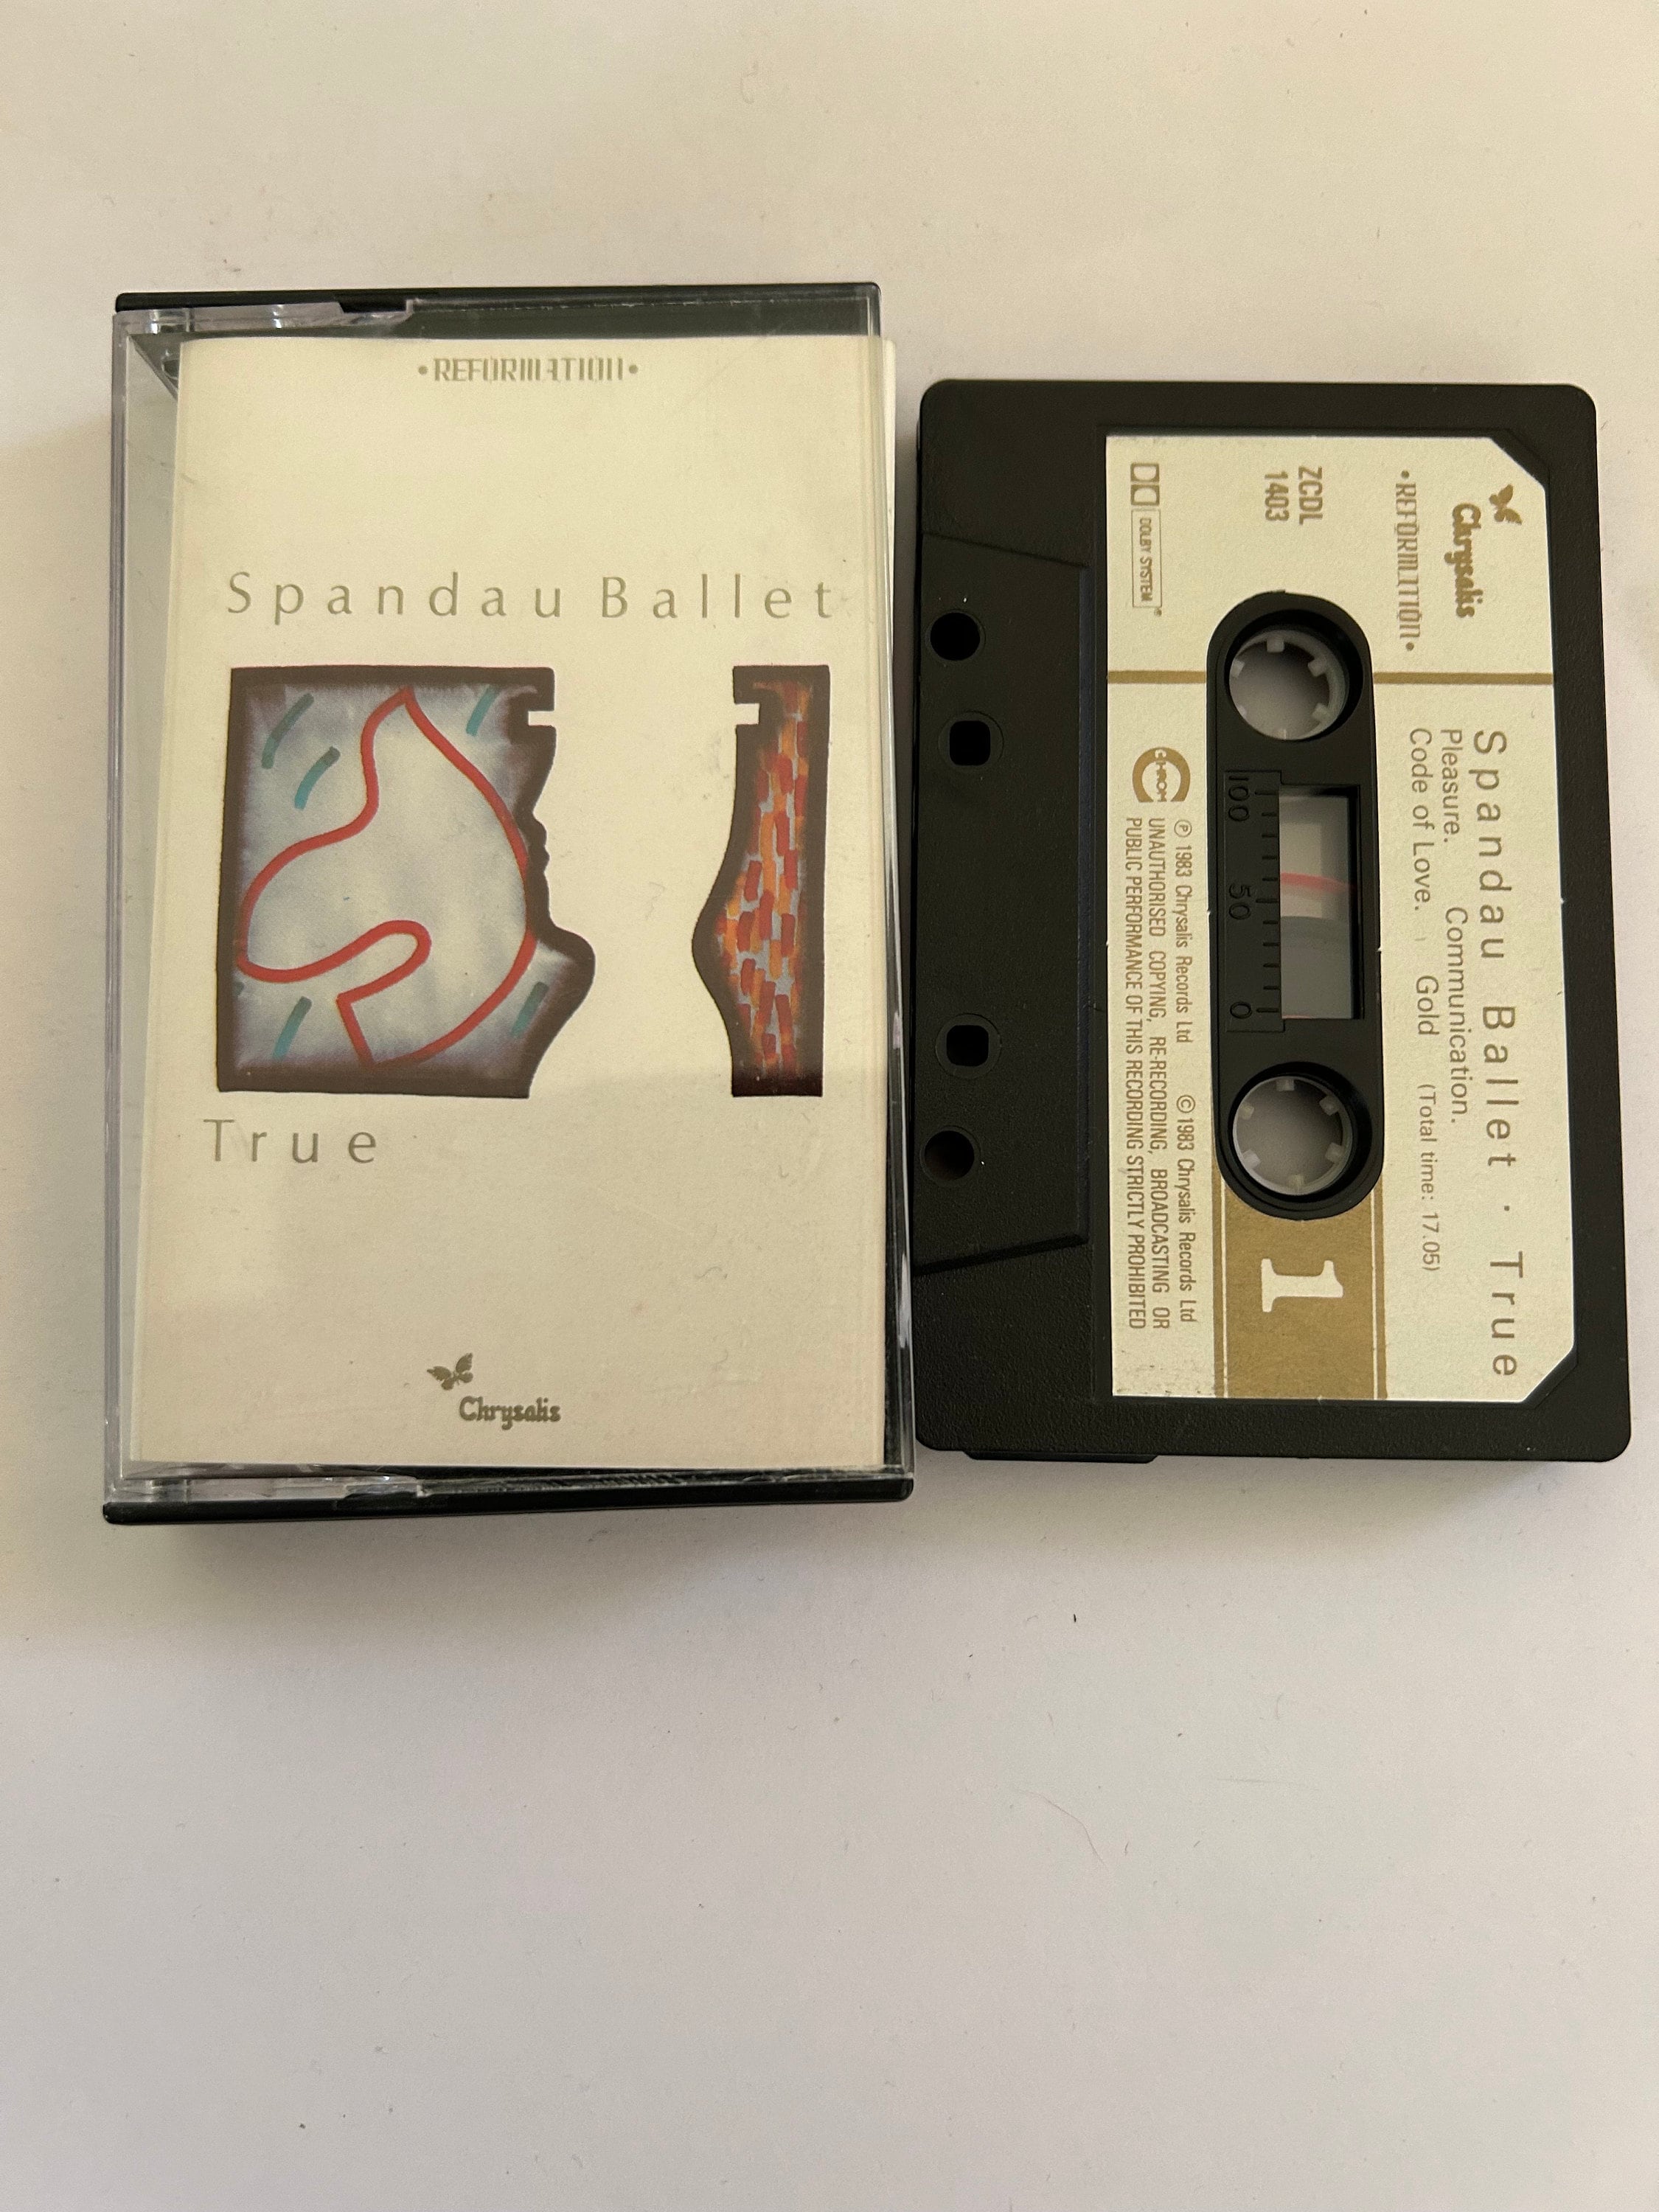 •REFORMATION•
Spandau Ballet
True
Chrysalis
Chrysalis
•REFORMATION•
ZCDL
1403
DOLBY SYSTEM®
Spandau Ballet · True
Pleasure. Communication.
Code of Love. Gold (Total time: 17.05)
100 50 0
1
CHROM
℗ 1983 Chrysalis Records Ltd © 1983 Chrysalis Records Ltd
UNAUTHORISED COPYING, RE-RECORDING, BROADCASTING OR
PUBLIC PERFORMANCE OF THIS RECORDING STRICTLY PROHIBITED